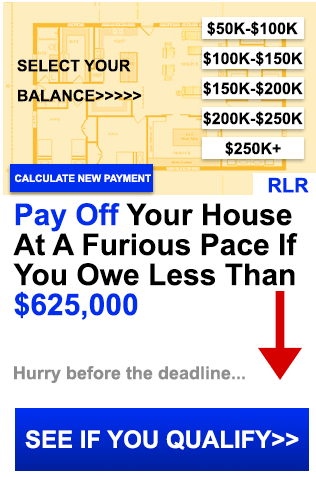 SELECT YOUR
BALANCE>>>>>
$50K-$100K
$100K-$150K
$150K-$200K
$200K-$250K
$250K+
CALCULATE NEW PAYMENT
RLR
Pay Off Your House
At A Furious Pace If
You Owe Less Than
$625,000
Hurry before the deadline...
SEE IF YOU QUALIFY>>